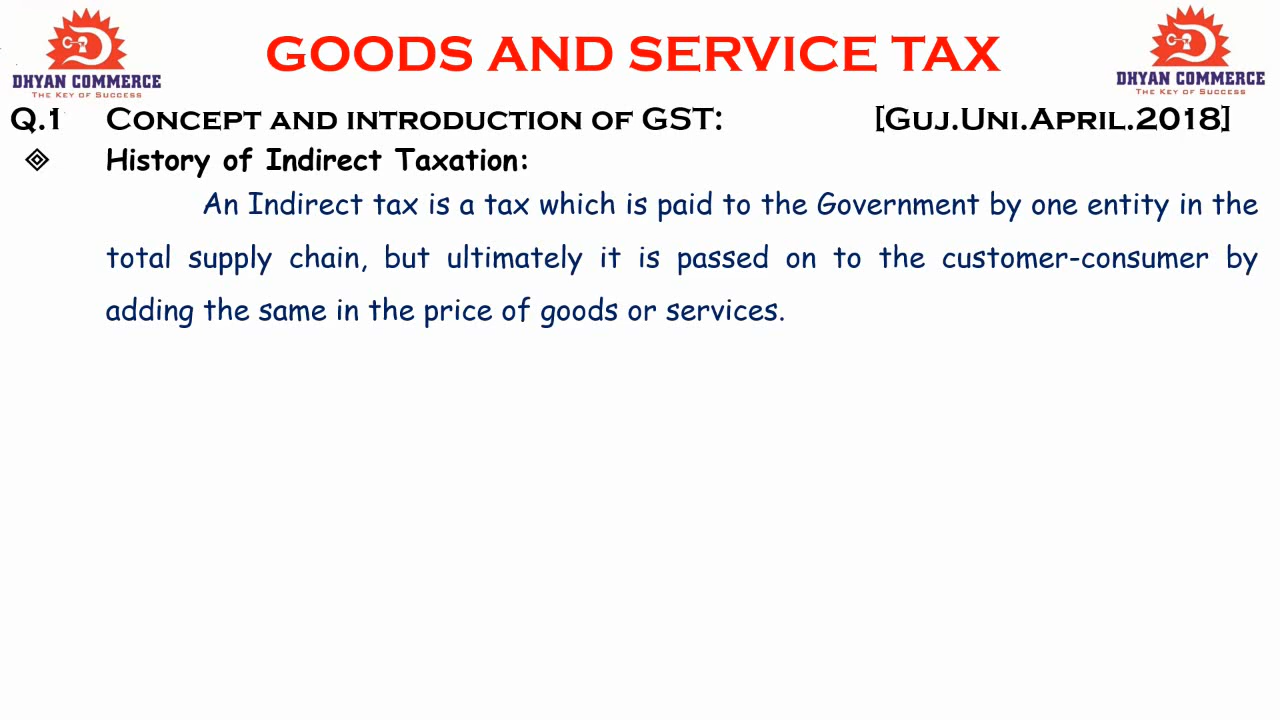 DHYAN COMMERCE
The Key of Success
GOODS AND SERVICE TAX
DHYAN COMMERCE
The Key of Success
Q.1 Concept and introduction of GST: [Guj.Uni.April.2018]
History of Indirect Taxation:
An Indirect tax is a tax which is paid to the Government by one entity in the
total supply chain, but ultimately it is passed on to the customer-consumer by
adding the same in the price of goods or services.